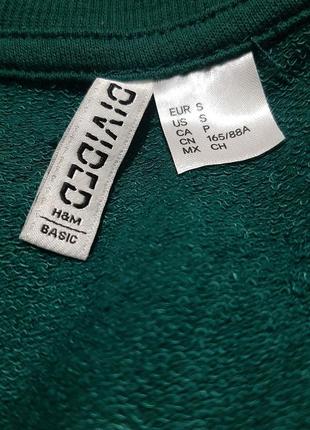 DIVIDED
H&M
BASIC
EUR S
US S
CA P
CN 165/88A
MX CH